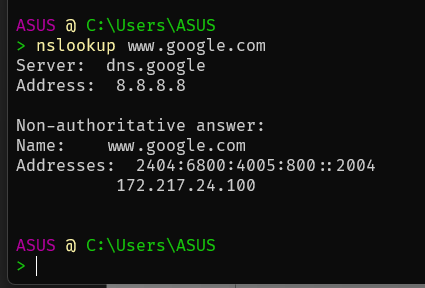 ASUS @ C:\Users\ASUS
> nslookup www.google.com
Server:  dns.google
Address:  8.8.8.8
Non-authoritative answer:
Name:    www.google.com
Addresses:  2404:6800:4005:800::2004
          172.217.24.100
ASUS @ C:\Users\ASUS
>